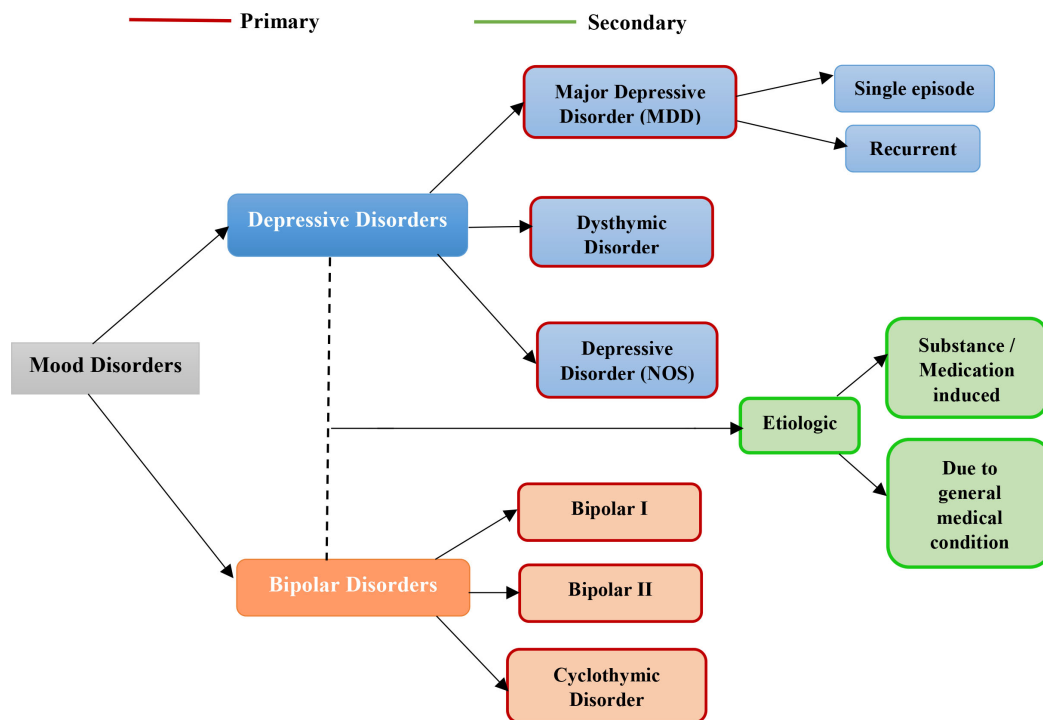 Primary
Secondary
Major Depressive
Disorder (MDD)
Single episode
Recurrent
Depressive Disorders
Dysthymic
Disorder
Mood Disorders
Depressive
Disorder (NOS)
Substance /
Medication
induced
Etiologic
Due to
general
medical
condition
Bipolar I
Bipolar Disorders
Bipolar II
Cyclothymic
Disorder